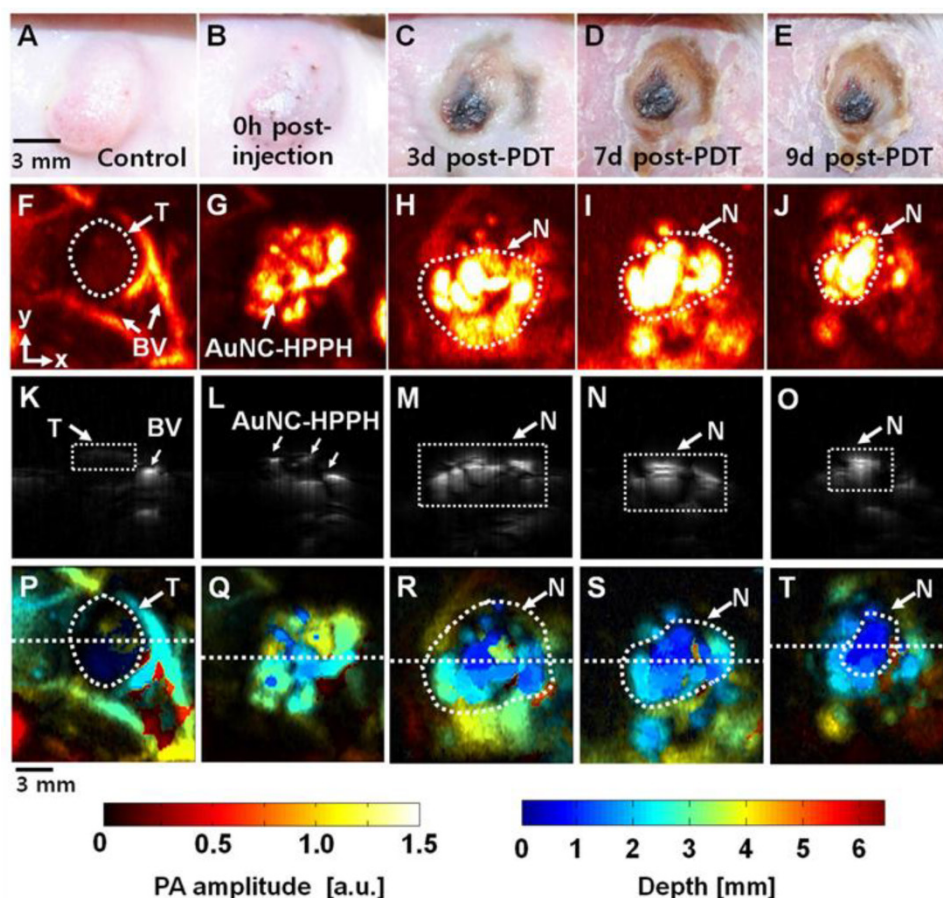 A
B
C
D
E
3 mm
Control
0h post-
injection
3d post-PDT
7d post-PDT
9d post-PDT
F
T
G
H
N
I
N
J
N
y
x
BV
AuNC-HPPH
K
T
BV
L
AuNC-HPPH
M
N
N
N
O
N
P
T
Q
R
N
S
N
T
N
3 mm
0 0.5 1.0 1.5
PA amplitude [a.u.]
0 1 2 3 4 5 6
Depth [mm]